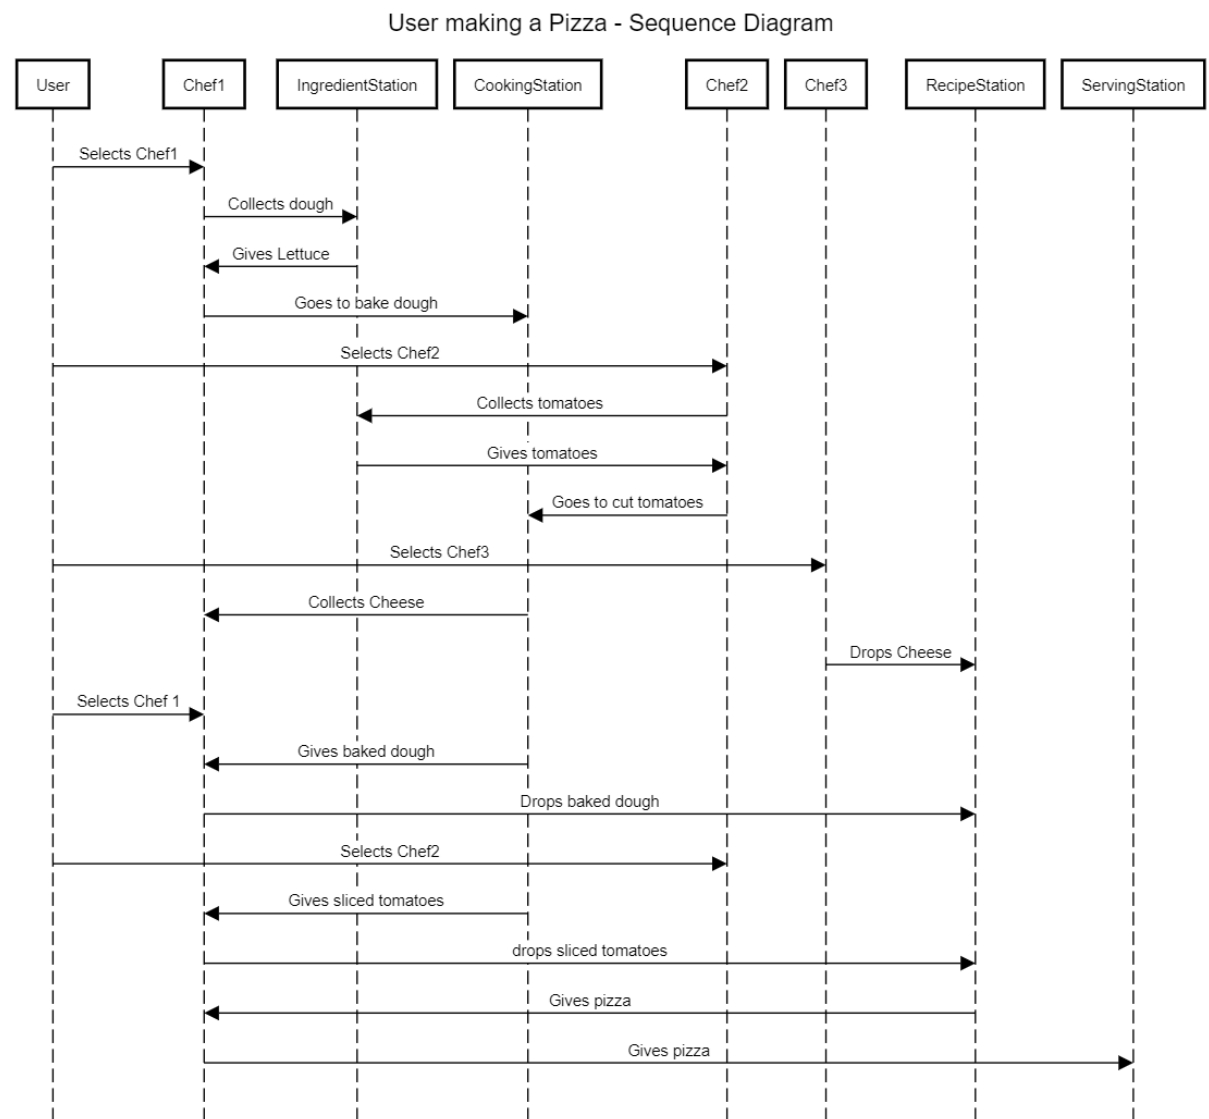 User making a Pizza - Sequence Diagram
User
Chef1
IngredientStation
CookingStation
Chef2
Chef3
RecipeStation
ServingStation
Selects Chef1
Collects dough
Gives Lettuce
Goes to bake dough
Selects Chef2
Collects tomatoes
Gives tomatoes
Goes to cut tomatoes
Selects Chef3
Collects Cheese
Drops Cheese
Selects Chef 1
Gives baked dough
Drops baked dough
Selects Chef2
Gives sliced tomatoes
drops sliced tomatoes
Gives pizza
Gives pizza